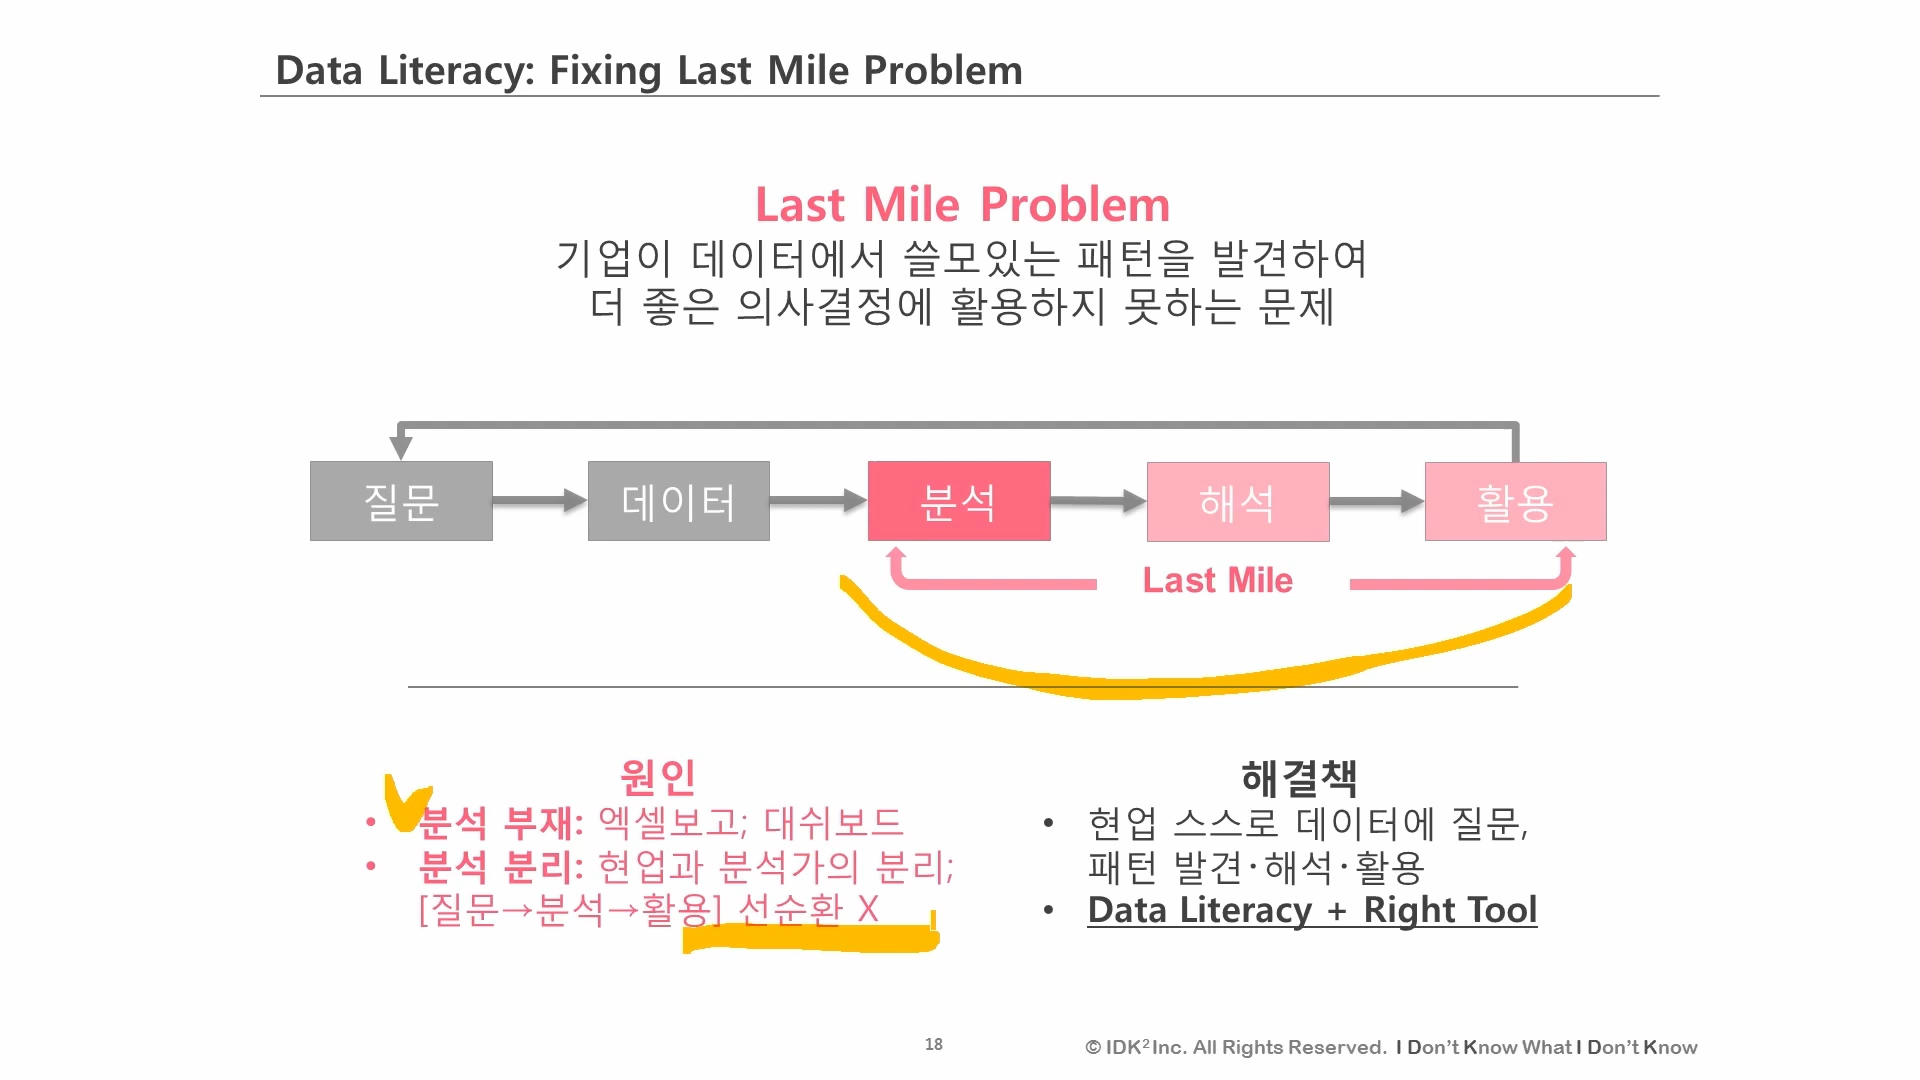 Data Literacy: Fixing Last Mile Problem
Last Mile Problem
기업이 데이터에서 쓸모있는 패턴을 발견하여
더 좋은 의사결정에 활용하지 못하는 문제
질문
데이터
분석
해석
활용
Last Mile
원인
• 분석 부재: 엑셀보고; 대쉬보드
• 분석 분리: 현업과 분석가의 분리;
[질문→분석→활용] 선순환 X
해결책
• 현업 스스로 데이터에 질문,
패턴 발견·해석·활용
• Data Literacy + Right Tool
18
© IDK² Inc. All Rights Reserved. I Don't Know What I Don't Know